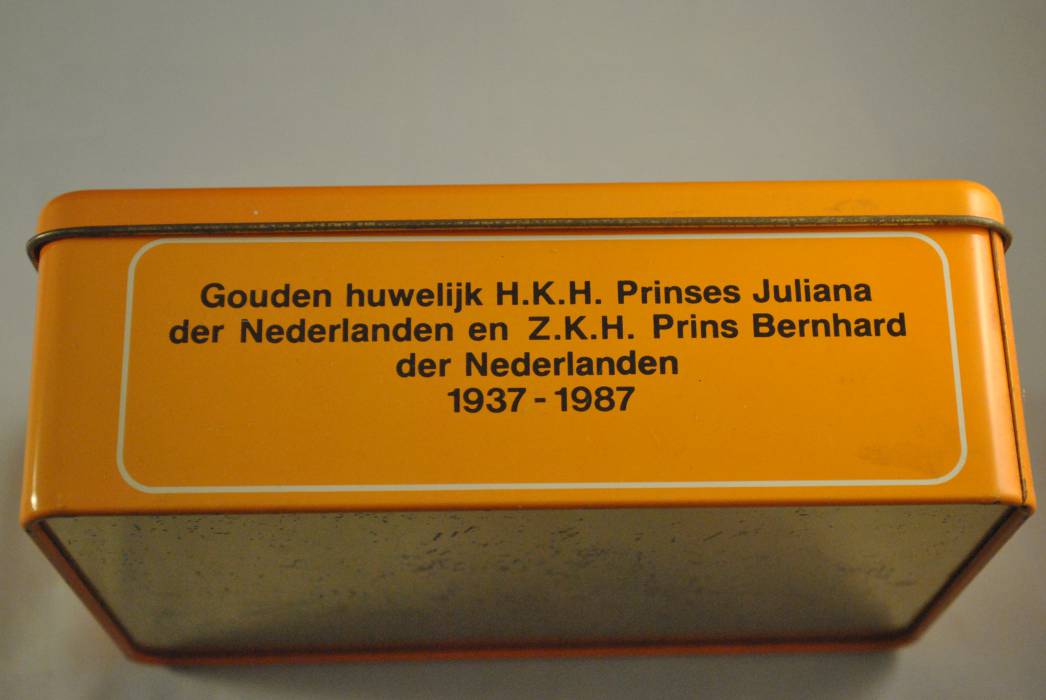 Gouden huwelijk H.K.H. Prinses Juliana
der Nederlanden en Z.K.H. Prins Bernhard
der Nederlanden
1937 - 1987